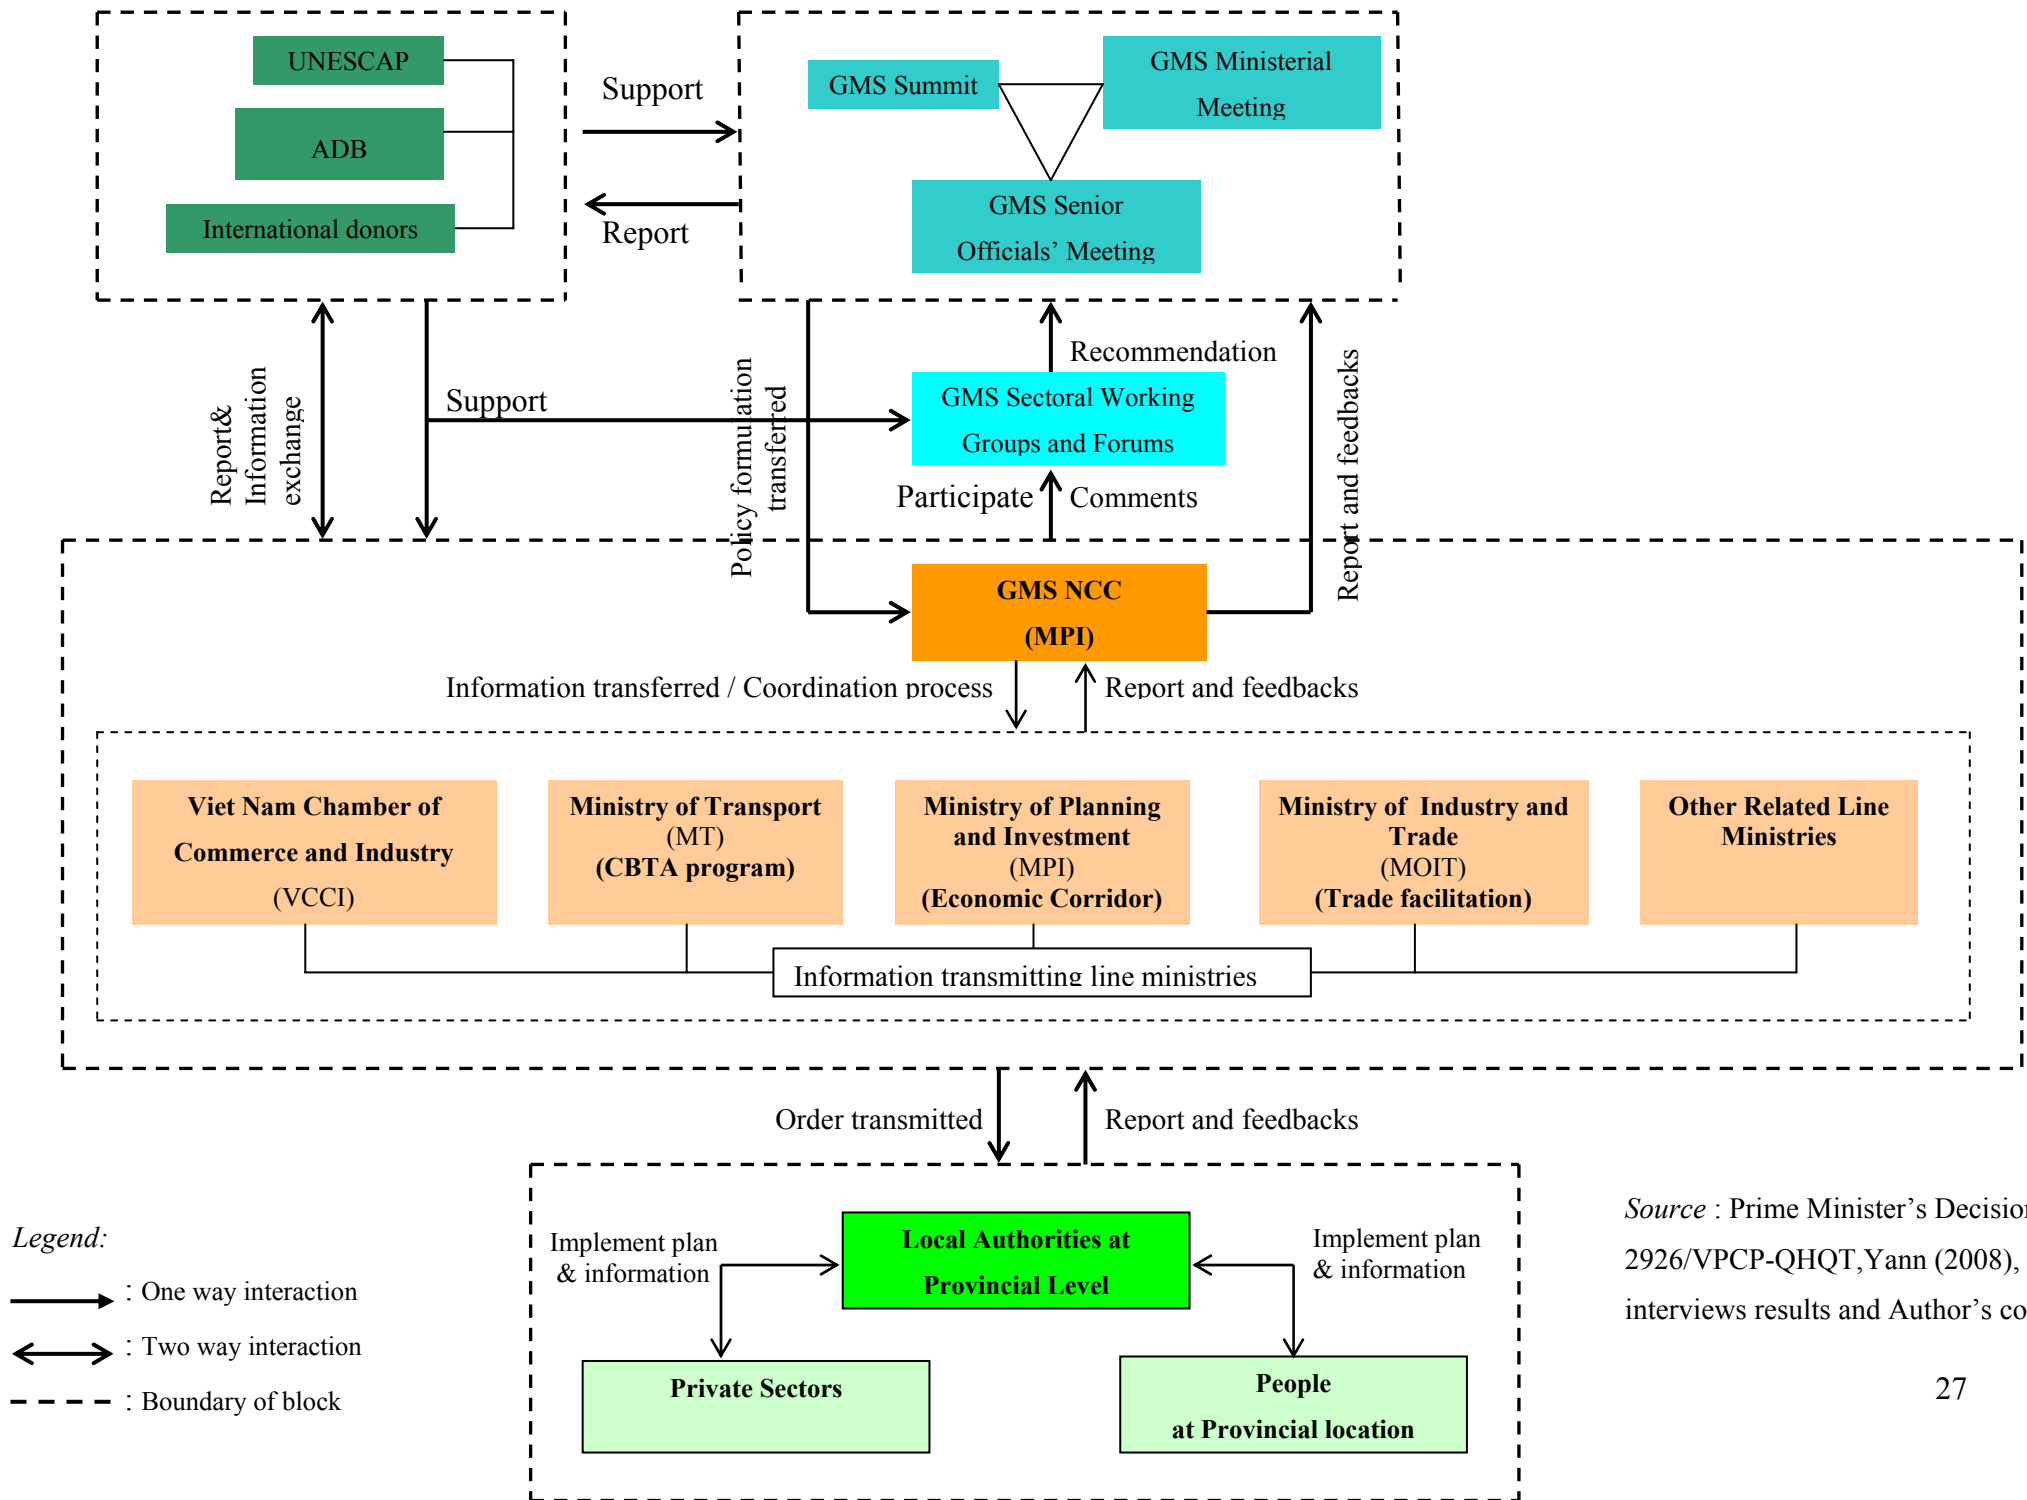 UNESCAP
ADB
International donors
Support
Report
GMS Summit
GMS Ministerial
Meeting
GMS Senior
Officials’ Meeting
Report&
Information
exchange
Support
Policy formulation
transferred
Recommendation
GMS Sectoral Working
Groups and Forums
Participate
Comments
Report and feedbacks
GMS NCC
(MPI)
Information transferred / Coordination process
Report and feedbacks
Viet Nam Chamber of
Commerce and Industry
(VCCI)
Ministry of Transport
(MT)
(CBTA program)
Ministry of Planning
and Investment
(MPI)
(Economic Corridor)
Ministry of Industry and
Trade
(MOIT)
(Trade facilitation)
Other Related Line
Ministries
Information transmitting line ministries
Order transmitted
Report and feedbacks
Implement plan
& information
Local Authorities at
Provincial Level
Implement plan
& information
Private Sectors
People
at Provincial location
Legend:
: One way interaction
: Two way interaction
: Boundary of block
Source : Prime Minister’s Decision
2926/VPCP-QHQT,Yann (2008),
interviews results and Author’s co
27